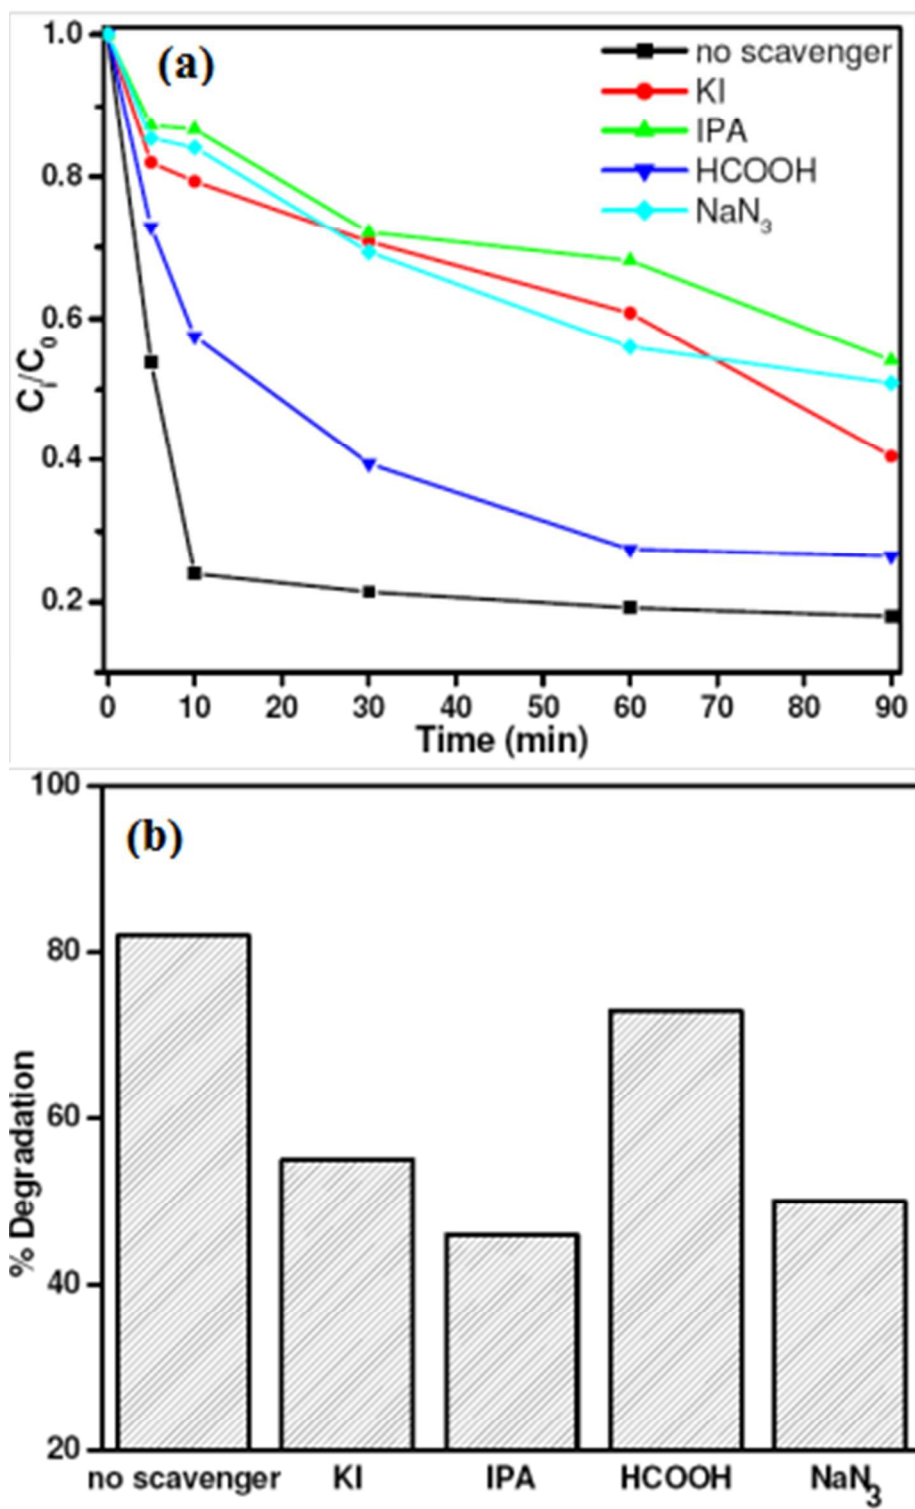 (a)
no scavenger
KI
IPA
HCOOH
NaN₃
1.0
0.8
0.6
0.4
0.2
Cᵢ/C₀
0 10 20 30 40 50 60 70 80 90
Time (min)
(b)
100
80
60
40
20
% Degradation
no scavenger KI IPA HCOOH NaN₃